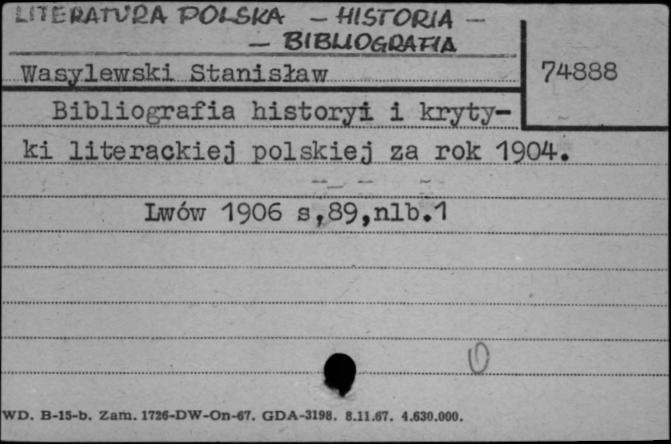 LITERATURA POLSKA – HISTORIA –
– BIBLIOGRAFIA
Wasylewski Stanisław
74888
Bibliografia historyi i kryty-
ki literackiej polskiej za rok 1904.
Lwów 1906 s,89,nlb.1
WD. B-15-b. Zam. 1726-DW-On-67. GDA-3198. 8.11.67. 4.630.000.